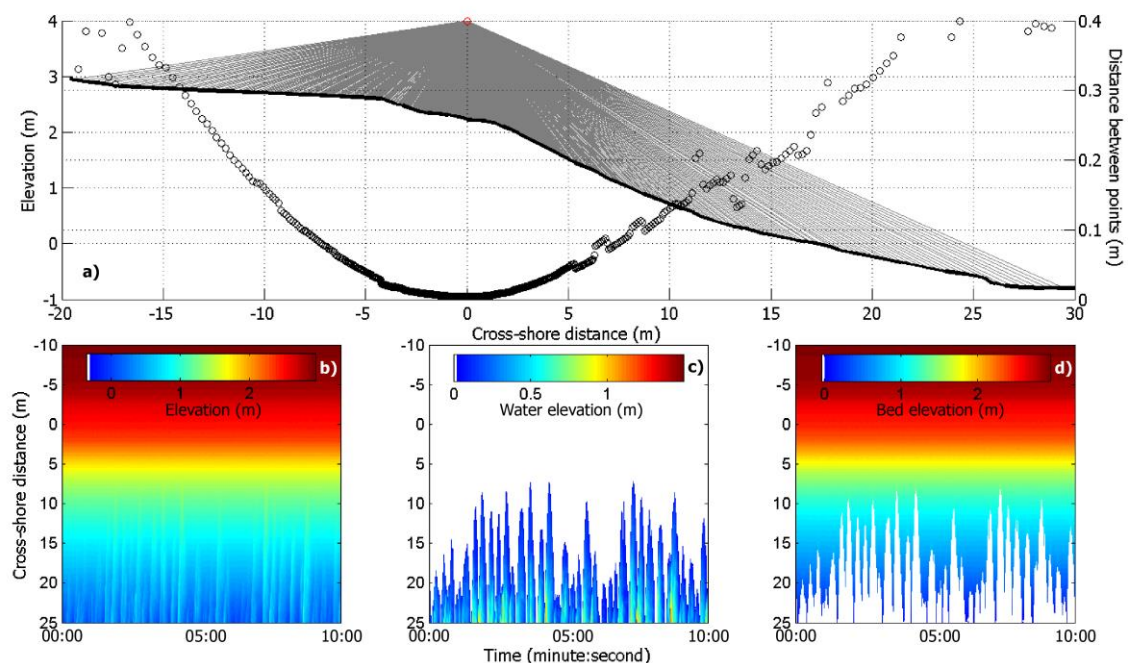 4
3
2
1
0
-1
Elevation (m)
0.4
0.3
0.2
0.1
0
Distance between
points (m)
a)
-20 -15 -10 -5 0 5 10 15 20 25 30
Cross-shore distance (m)
-10
-5
0
5
10
15
20
25
Cross-shore distance (m)
b)
0 1 2
Elevation (m)
00:00 05:00 10:00
-10
-5
0
5
10
15
20
25
c)
0 0.5 1
Water elevation (m)
00:00 05:00 10:00
Time (minute:second)
-10
-5
0
5
10
15
20
25
d)
0 1 2
Bed elevation (m)
00:00 05:00 10:00